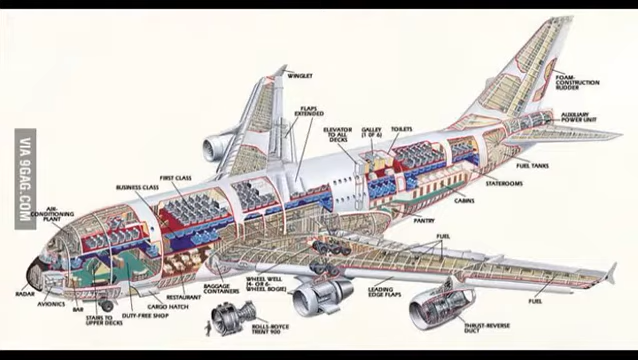 WINGLET
FOAM-
CONSTRUCTION
RUDDER
FLAPS
EXTENDED
AUXILIARY
POWER UNIT
ELEVATOR
TO ALL
DECKS
GALLEY
(1 OF 6)
TOILETS
VIA 9GAG.COM
FUEL TANKS
FIRST CLASS
BUSINESS CLASS
STATEROOMS
CABINS
AIR-
CONDITIONING
PLANT
PANTRY
FUEL
RADAR
AVIONICS
BAR
STAIRS TO
UPPER DECKS
DUTY-FREE SHOP
CARGO HATCH
RESTAURANT
BAGGAGE
CONTAINERS
WHEEL WELL
(4- OR 6-
WHEEL BOGIE)
LEADING
EDGE FLAPS
FUEL
ROLLS-ROYCE
TRENT 900
THRUST-REVERSE
DUCT